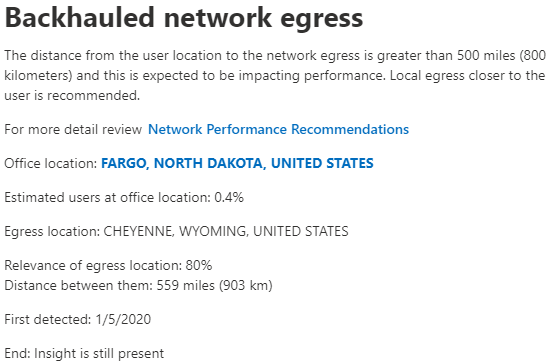 Backhauled network egress
The distance from the user location to the network egress is greater than 500 miles (800
kilometers) and this is expected to be impacting performance. Local egress closer to the
user is recommended.
For more detail review Network Performance Recommendations
Office location: FARGO, NORTH DAKOTA, UNITED STATES
Estimated users at office location: 0.4%
Egress location: CHEYENNE, WYOMING, UNITED STATES
Relevance of egress location: 80%
Distance between them: 559 miles (903 km)
First detected: 1/5/2020
End: Insight is still present